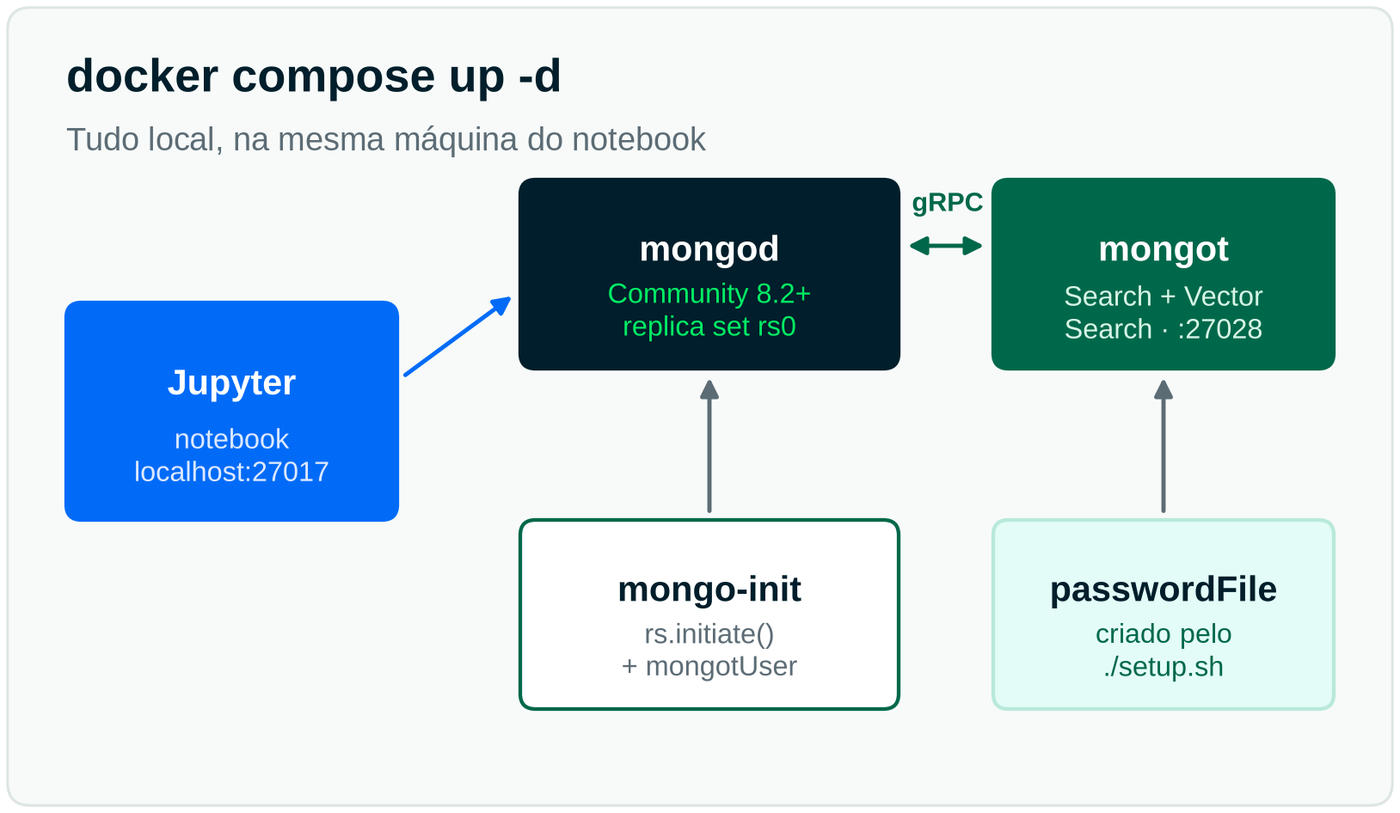 docker compose up -d
Tudo local, na mesma máquina do notebook
gRPC
mongod
Community 8.2+
replica set rs0
mongot
Search + Vector
Search · :27028
Jupyter
notebook
localhost:27017
mongo-init
rs.initiate()
+ mongotUser
passwordFile
criado pelo
./setup.sh